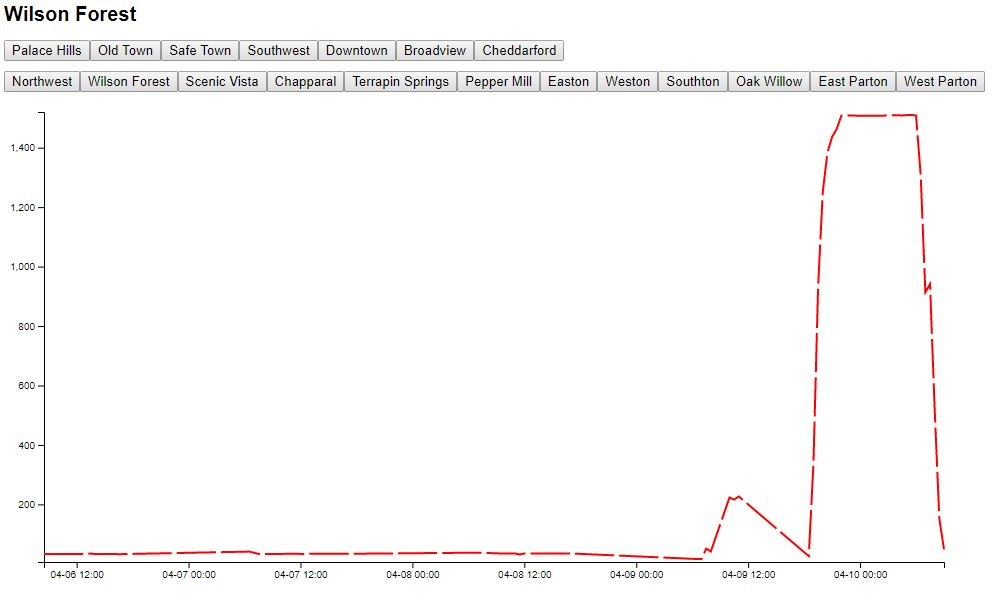 Wilson Forest
Palace Hills Old Town Safe Town Southwest Downtown Broadview Cheddarford
Northwest Wilson Forest Scenic Vista Chapparal Terrapin Springs Pepper Mill Easton Weston Southton Oak Willow East Parton West Parton
1,400
1,200
1,000
800
600
400
200
04-06 12:00 04-07 00:00 04-07 12:00 04-08 00:00 04-08 12:00 04-09 00:00 04-09 12:00 04-10 00:00